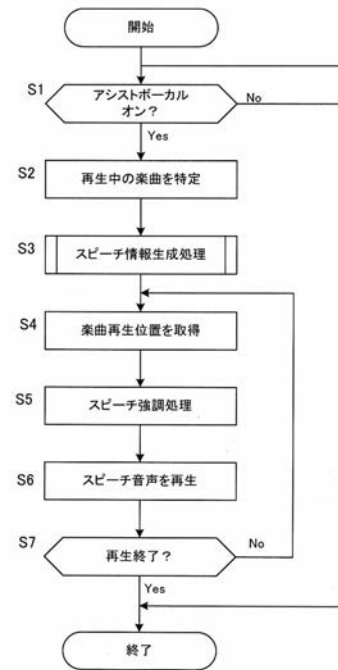 開始
S1
アシストボーカル
オン？
No
Yes
S2
再生中の楽曲を特定
S3
スピーチ情報生成処理
S4
楽曲再生位置を取得
S5
スピーチ強調処理
S6
スピーチ音声を再生
S7
再生終了？
No
Yes
終了